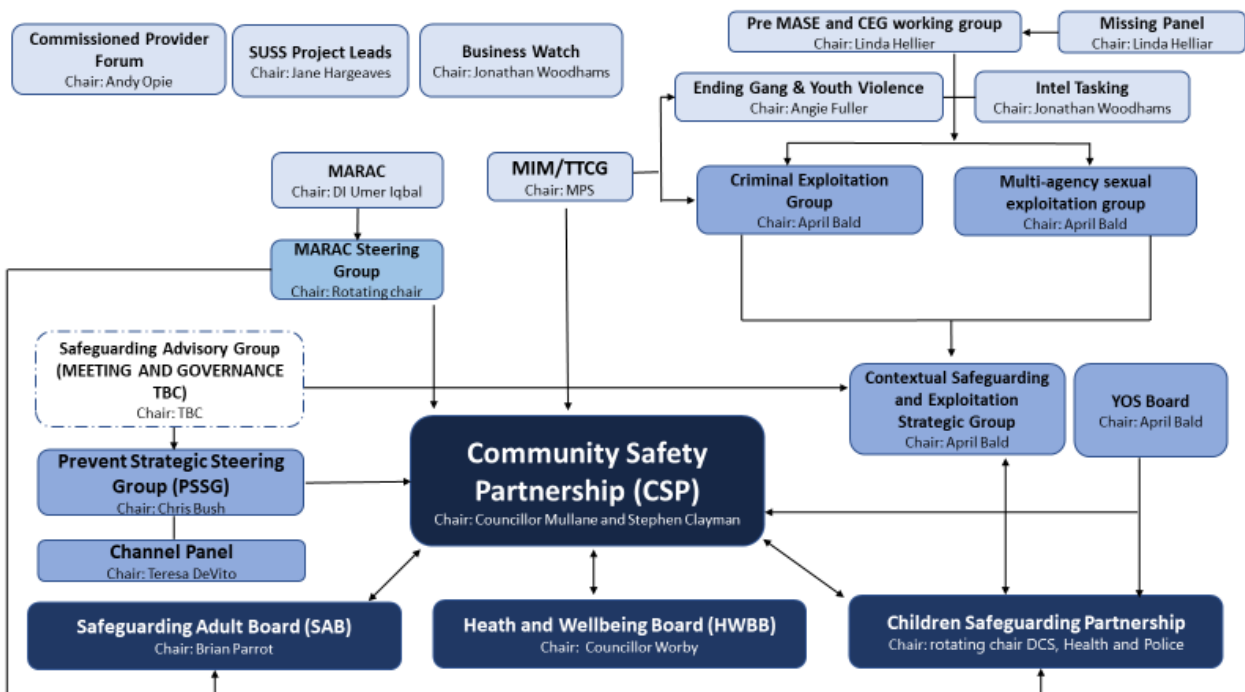 Commissioned Provider
Forum
Chair: Andy Opie
SUSS Project Leads
Chair: Jane Hargeaves
Business Watch
Chair: Jonathan Woodhams
Pre MASE and CEG working group
Chair: Linda Hellier
Missing Panel
Chair: Linda Helliar
Ending Gang & Youth Violence
Chair: Angie Fuller
Intel Tasking
Chair: Jonathan Woodhams
MARAC
Chair: DI Umer Iqbal
MIM/TTCG
Chair: MPS
Criminal Exploitation
Group
Chair: April Bald
Multi-agency sexual
exploitation group
Chair: April Bald
MARAC Steering
Group
Chair: Rotating chair
Safeguarding Advisory Group
(MEETING AND GOVERNANCE
TBC)
Chair: TBC
Contextual Safeguarding
and Exploitation
Strategic Group
Chair: April Bald
YOS Board
Chair: April Bald
Prevent Strategic Steering
Group (PSSG)
Chair: Chris Bush
Community Safety
Partnership (CSP)
Chair: Councillor Mullane and Stephen Clayman
Channel Panel
Chair: Teresa DeVito
Safeguarding Adult Board (SAB)
Chair: Brian Parrot
Heath and Wellbeing Board (HWBB)
Chair: Councillor Worby
Children Safeguarding Partnership
Chair: rotating chair DCS, Health and Police